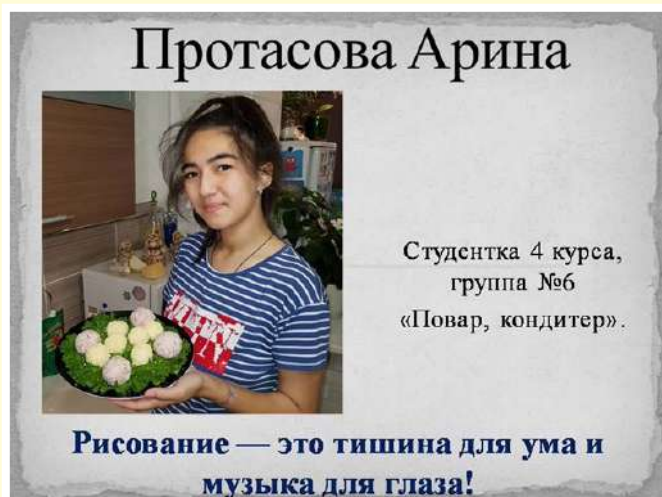 Протасова Арина
Студентка 4 курса,
группа №6
«Повар, кондитер».
Рисование — это тишина для ума и
музыка для глаза!